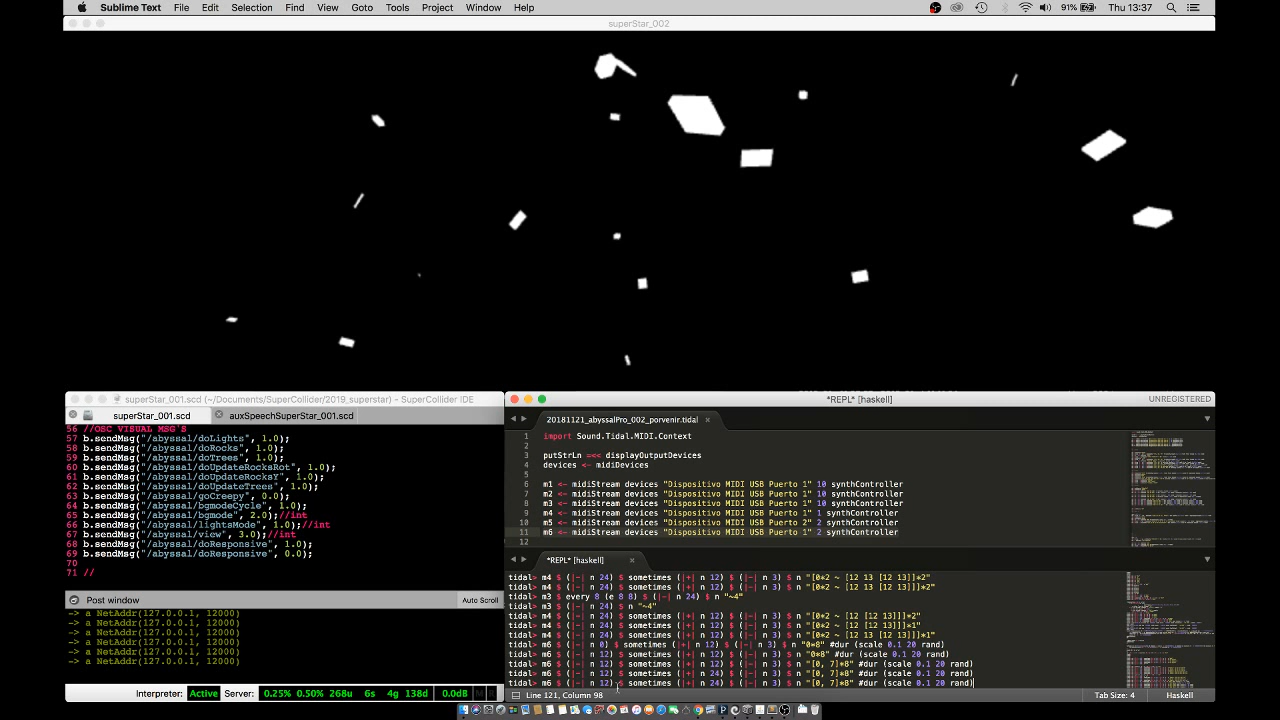 Sublime Text File Edit Selection Find View Goto Tools Project Window Help 91% Thu 13:37
superStar_002
superStar_001.scd (~/Documents/SuperCollider/2019_superstar) – SuperCollider IDE
superStar_001.scd auxSpeechSuperStar_001.scd
56 //OSC VISUAL MSG'S
57 b.sendMsg("/abyssal/doLights", 1.0);
58 b.sendMsg("/abyssal/doRocks", 1.0);
59 b.sendMsg("/abyssal/doTrees", 1.0);
60 b.sendMsg("/abyssal/doUpdateRocksRot", 1.0);
61 b.sendMsg("/abyssal/doUpdateRocksY", 1.0);
62 b.sendMsg("/abyssal/doUpdateTrees", 1.0);
63 b.sendMsg("/abyssal/goCreepy", 0.0);
64 b.sendMsg("/abyssal/bgmodeCycle", 1.0);
65 b.sendMsg("/abyssal/bgmode", 2.0);//int
66 b.sendMsg("/abyssal/lightsMode", 1.0);//int
67 b.sendMsg("/abyssal/view", 3.0);//int
68 b.sendMsg("/abyssal/doResponsive", 1.0);
69 b.sendMsg("/abyssal/doResponsive", 0.0);
70
71 //
Post window Auto Scroll
-> a NetAddr(127.0.0.1, 12000)
-> a NetAddr(127.0.0.1, 12000)
-> a NetAddr(127.0.0.1, 12000)
-> a NetAddr(127.0.0.1, 12000)
-> a NetAddr(127.0.0.1, 12000)
-> a NetAddr(127.0.0.1, 12000)
Interpreter: Active Server: 0.25% 0.50% 268u 6s 4g 138d 0.0dB M R
*REPL* [haskell] UNREGISTERED
20181121_abyssalPro_002_porvenir.tidal
1 import Sound.Tidal.MIDI.Context
2
3 putStrLn =<< displayOutputDevices
4 devices <- midiDevices
5
6 m1 <- midiStream devices "Dispositivo MIDI USB Puerto 1" 10 synthController
7 m2 <- midiStream devices "Dispositivo MIDI USB Puerto 1" 10 synthController
8 m3 <- midiStream devices "Dispositivo MIDI USB Puerto 1" 10 synthController
9 m4 <- midiStream devices "Dispositivo MIDI USB Puerto 1" 1 synthController
10 m5 <- midiStream devices "Dispositivo MIDI USB Puerto 2" 2 synthController
11 m6 <- midiStream devices "Dispositivo MIDI USB Puerto 1" 2 synthController
12
*REPL* [haskell]
tidal> m4 $ (|-| n 24) $ sometimes (|+| n 12) $ (|-| n 3) $ n "[0*2 ~ [12 13 [12 13]]*2"
tidal> m4 $ (|-| n 24) $ sometimes (|+| n 12) $ (|-| n 3) $ n "[0*2 ~ [12 13 [12 13]]*2"
tidal> m3 $ every 8 (e 8 8) $ (|-| n 24) $ n "~4"
tidal> m3 $ (|-| n 24) $ n "~4"
tidal> m4 $ (|-| n 24) $ sometimes (|+| n 12) $ (|-| n 3) $ n "[0*2 ~ [12 13 [12 13]]*2"
tidal> m4 $ (|-| n 24) $ sometimes (|+| n 12) $ (|-| n 3) $ n "[0*2 ~ [12 13 [12 13]]*1"
tidal> m4 $ (|-| n 24) $ sometimes (|+| n 12) $ (|-| n 3) $ n "[0*2 ~ [12 13 [12 13]]*1"
tidal> m6 $ (|-| n 0) $ sometimes (|+| n 12) $ (|-| n 3) $ n "0*8" #dur (scale 0.1 20 rand)
tidal> m6 $ (|-| n 12) $ sometimes (|+| n 12) $ (|-| n 3) $ n "0*8" #dur (scale 0.1 20 rand)
tidal> m6 $ (|-| n 12) $ sometimes (|+| n 12) $ (|-| n 3) $ n "[0, 7]*8" #dur (scale 0.1 20 rand)
tidal> m6 $ (|-| n 12) $ sometimes (|+| n 12) $ (|-| n 3) $ n "[0, 7]*8" #dur (scale 0.1 20 rand)
tidal> m6 $ (|-| n 12) $ sometimes (|+| n 12) $ (|-| n 3) $ n "[0, 7]*8" #dur (scale 0.1 20 rand)
Line 121, Column 98 Tab Size: 4 Haskell